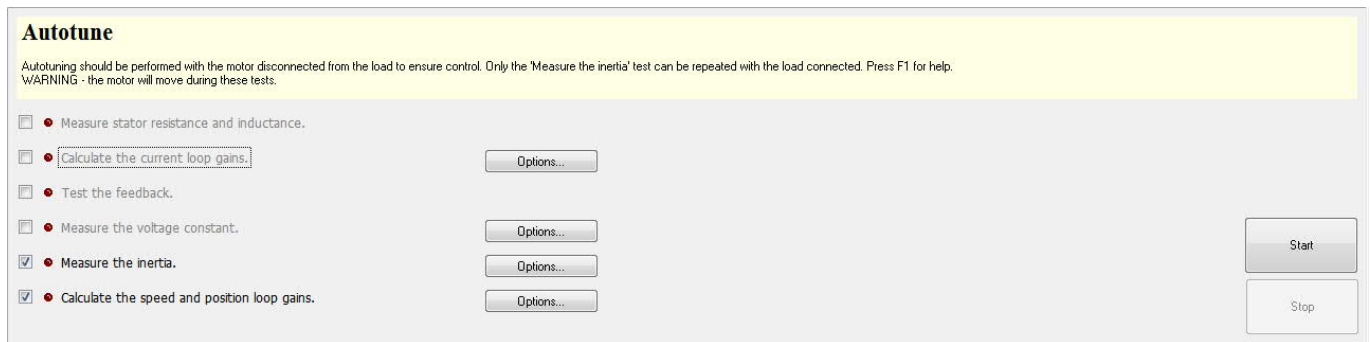 Autotune
Autotuning should be performed with the motor disconnected from the load to ensure control. Only the 'Measure the inertia' test can be repeated with the load connected. Press F1 for help.
WARNING - the motor will move during these tests.
Measure stator resistance and inductance.
Calculate the current loop gains.
Options...
Test the feedback.
Measure the voltage constant.
Options...
Measure the inertia.
Options...
Start
Calculate the speed and position loop gains.
Options...
Stop